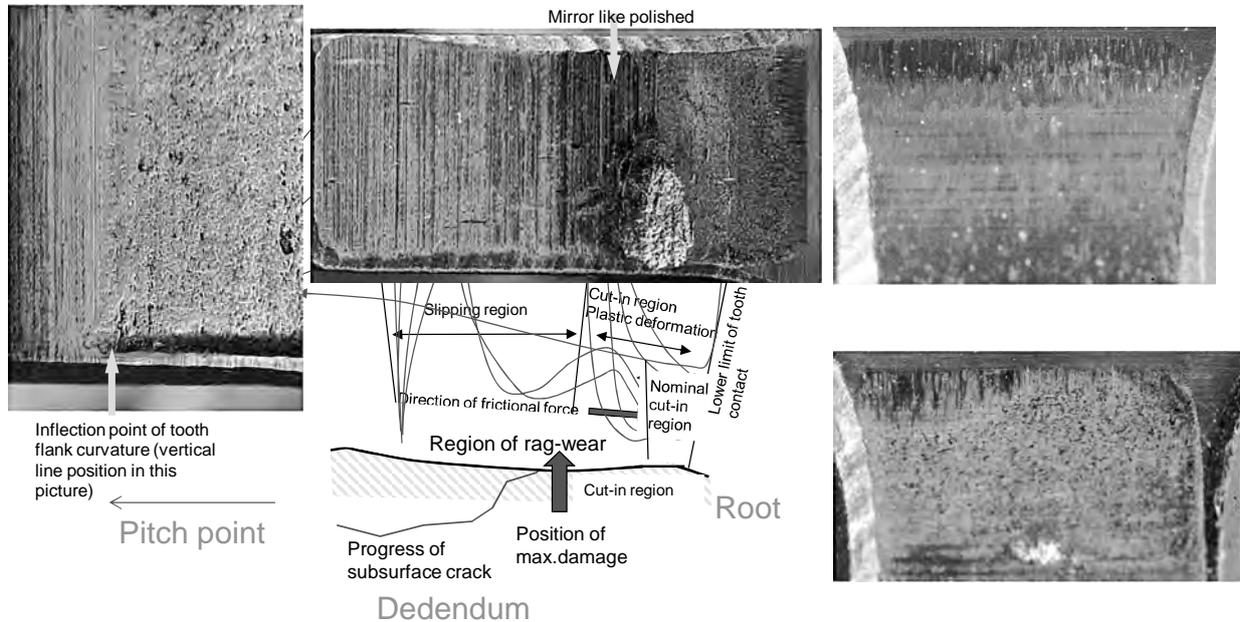 Mirror like polished
Slipping region
Cut-in region
Plastic deformation
Lower limit of tooth
contact
Direction of frictional force
Nominal
cut-in
region
Inflection point of tooth
flank curvature (vertical
line position in this
picture)
Region of rag-wear
Cut-in region
Root
Pitch point
Progress of
subsurface crack
Position of
max.damage
Dedendum